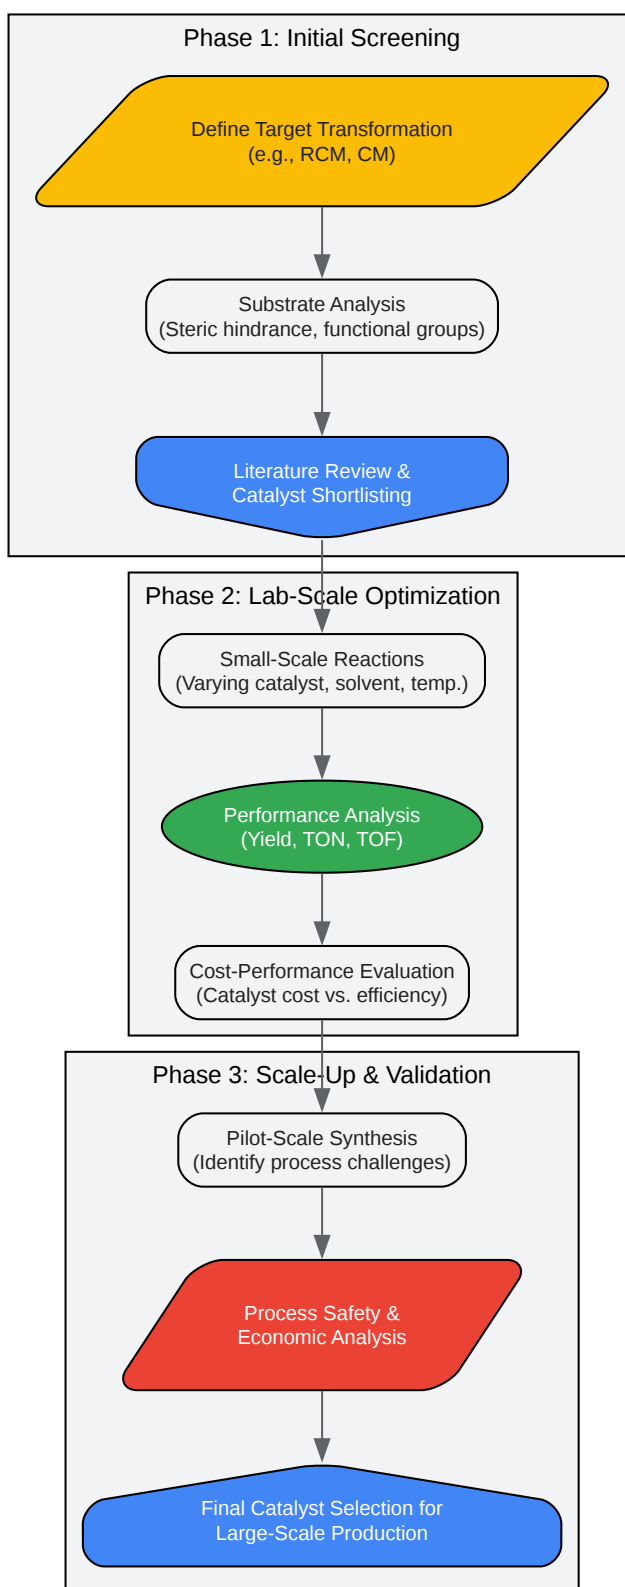 Phase 1: Initial Screening
Define Target Transformation
(e.g., RCM, CM)
Substrate Analysis
(Steric hindrance, functional groups)
Literature Review &
Catalyst Shortlisting
Phase 2: Lab-Scale Optimization
Small-Scale Reactions
(Varying catalyst, solvent, temp.)
Performance Analysis
(Yield, TON, TOF)
Cost-Performance Evaluation
(Catalyst cost vs. efficiency)
Phase 3: Scale-Up & Validation
Pilot-Scale Synthesis
(Identify process challenges)
Process Safety &
Economic Analysis
Final Catalyst Selection for
Large-Scale Production